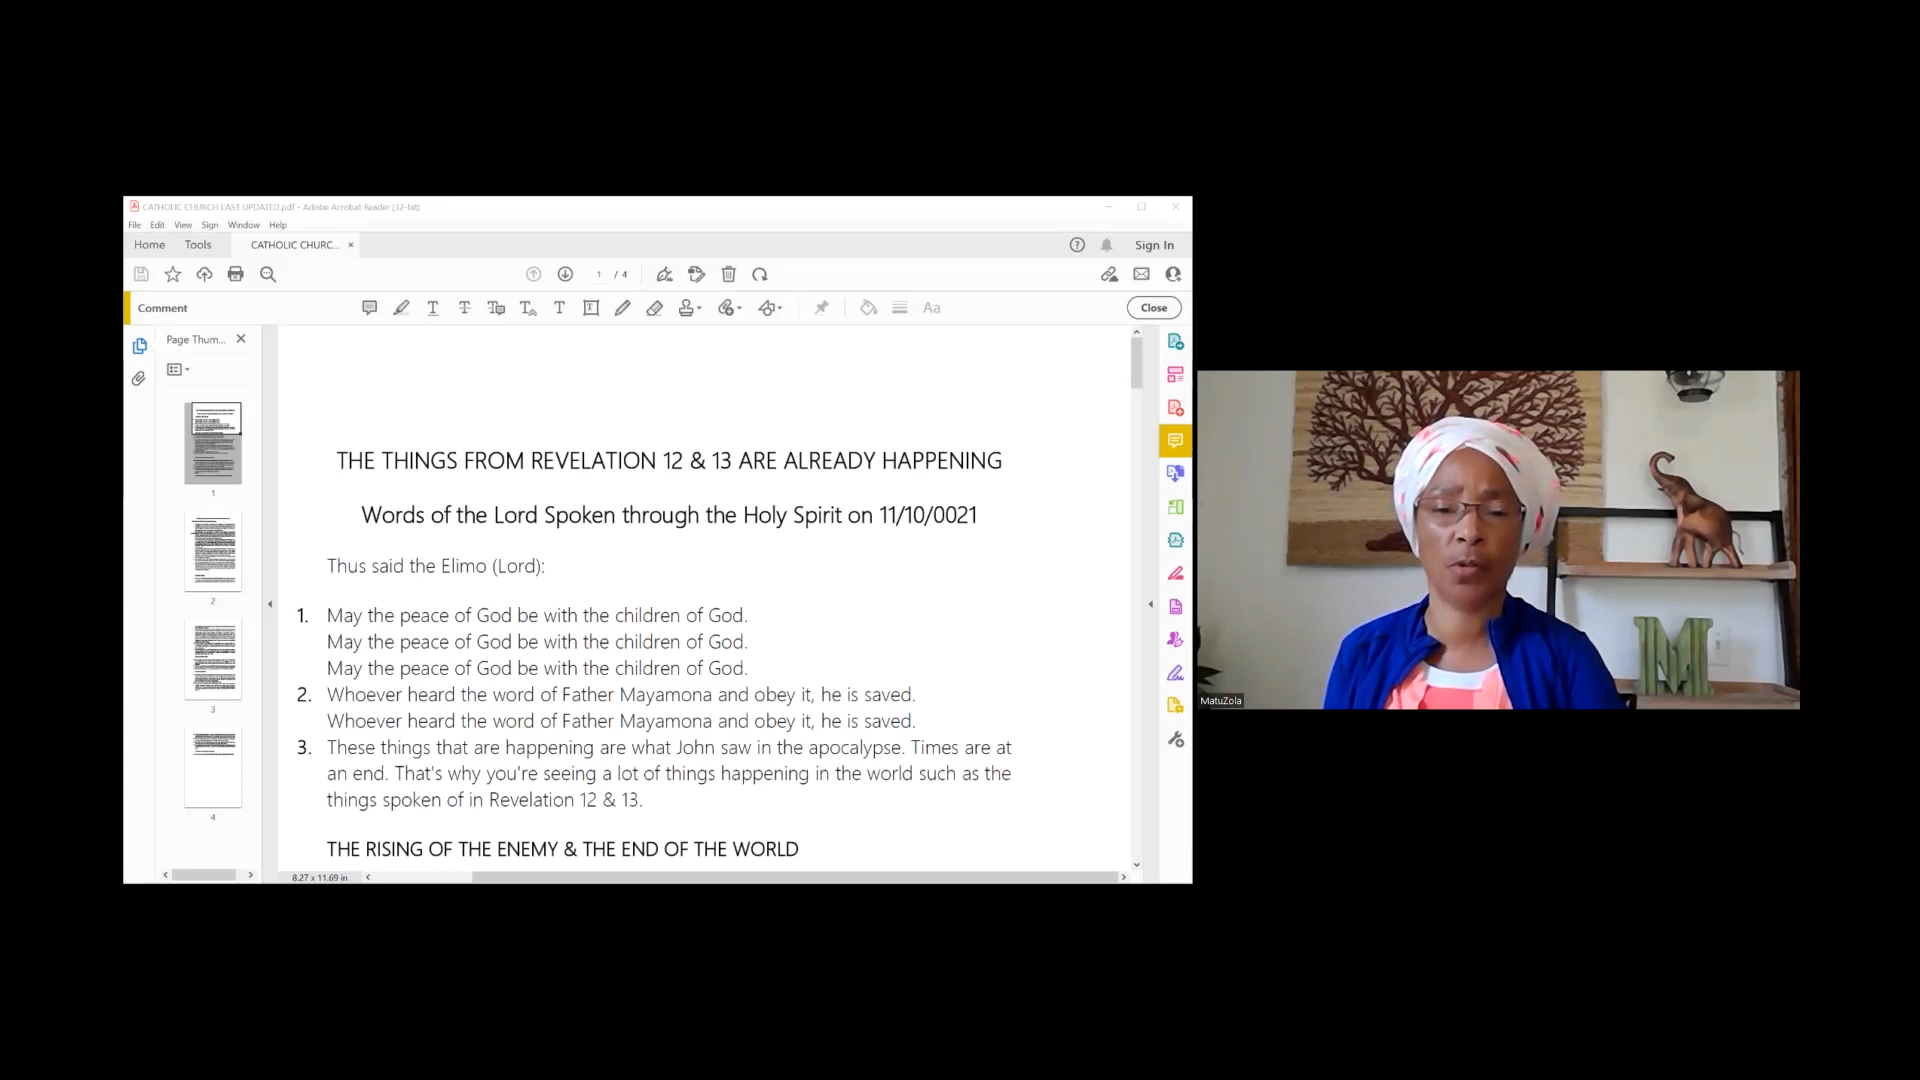 CATHOLIC CHURCH LAST UPDATED.pdf - Adobe Acrobat Reader (32-bit)
File Edit View Sign Window Help
Home Tools CATHOLIC CHURC... × Sign In
1 / 4
Comment
Close
Page Thum...
1
2
3
4
THE THINGS FROM REVELATION 12 & 13 ARE ALREADY HAPPENING
Words of the Lord Spoken through the Holy Spirit on 11/10/0021
Thus said the Elimo (Lord):
1. May the peace of God be with the children of God.
May the peace of God be with the children of God.
May the peace of God be with the children of God.
2. Whoever heard the word of Father Mayamona and obey it, he is saved.
Whoever heard the word of Father Mayamona and obey it, he is saved.
3. These things that are happening are what John saw in the apocalypse. Times are at
an end. That's why you're seeing a lot of things happening in the world such as the
things spoken of in Revelation 12 & 13.
THE RISING OF THE ENEMY & THE END OF THE WORLD
8.27 x 11.69 in
M
MatuZola